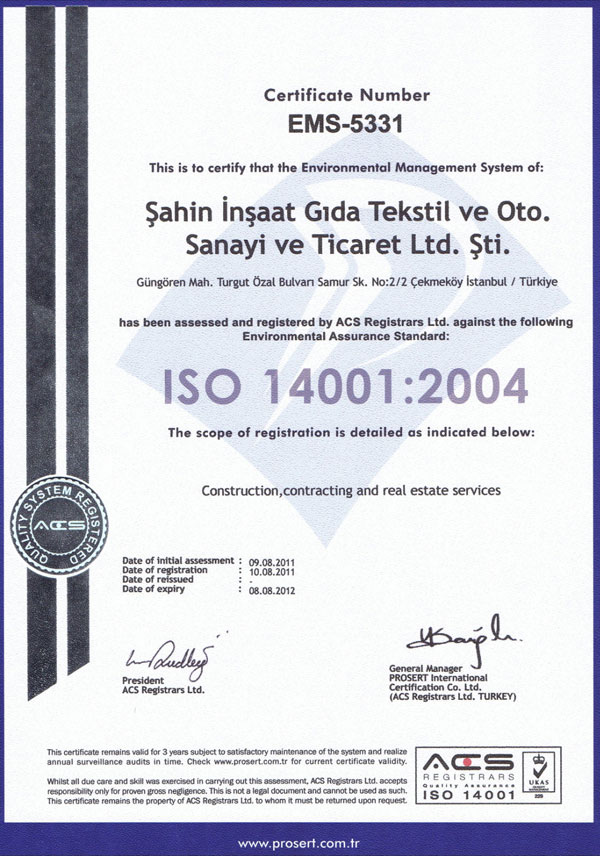 Certificate Number
EMS-5331
This is to certify that the Environmental Management System of:
Şahin İnşaat Gıda Tekstil ve Oto.
Sanayi ve Ticaret Ltd. Şti.
Güngören Mah. Turgut Özal Bulvarı Samur Sk. No:2/2 Çekmeköy İstanbul / Türkiye
has been assessed and registered by ACS Registrars Ltd. against the following
Environmental Assurance Standard:
ISO 14001:2004
The scope of registration is detailed as indicated below:
Construction,contracting and real estate services
QUALITY SYSTEM REGISTERED
ACS
Date of initial assessment : 09.08.2011
Date of registration : 10.08.2011
Date of reissued : -
Date of expiry : 08.08.2012
President
ACS Registrars Ltd.
General Manager
PROSERT International
Certification Co. Ltd.
(ACS Registrars Ltd. TURKEY)
This certificate remains valid for 3 years subject to satisfactory maintenance of the system and realize
annual surveillance audits in time. Check www.prosert.com.tr for current certificate validity.
Whilst all due care and skill was exercised in carrying out this assessment, ACS Registrars Ltd. accepts
responsibility only for proven gross negligence. This is not a legal document and cannot be used as such.
This certificate remains the property of ACS Registrars Ltd. to whom it must be returned upon request.
ACS
REGISTRARS
Quality Assurance
ISO 14001
UKAS
www.prosert.com.tr